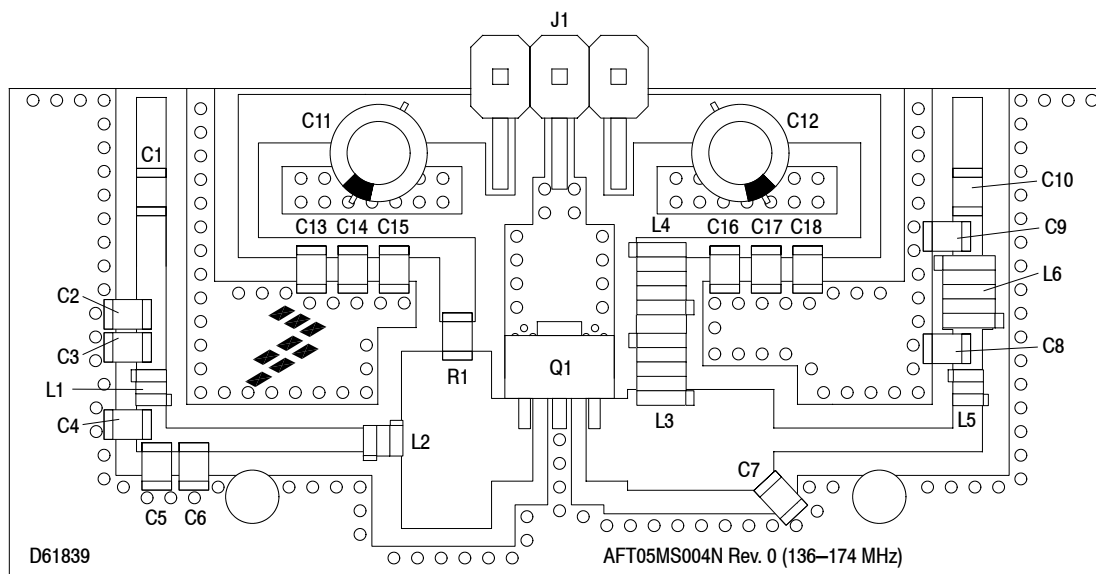 J1
C11
C12
C1
C10
C13 C14 C15
L4
C16 C17 C18
C9
L6
C2
C3
L1
C4
R1
Q1
L3
C8
L5
L2
C7
C5 C6
D61839
AFT05MS004N Rev. 0 (136–174 MHz)